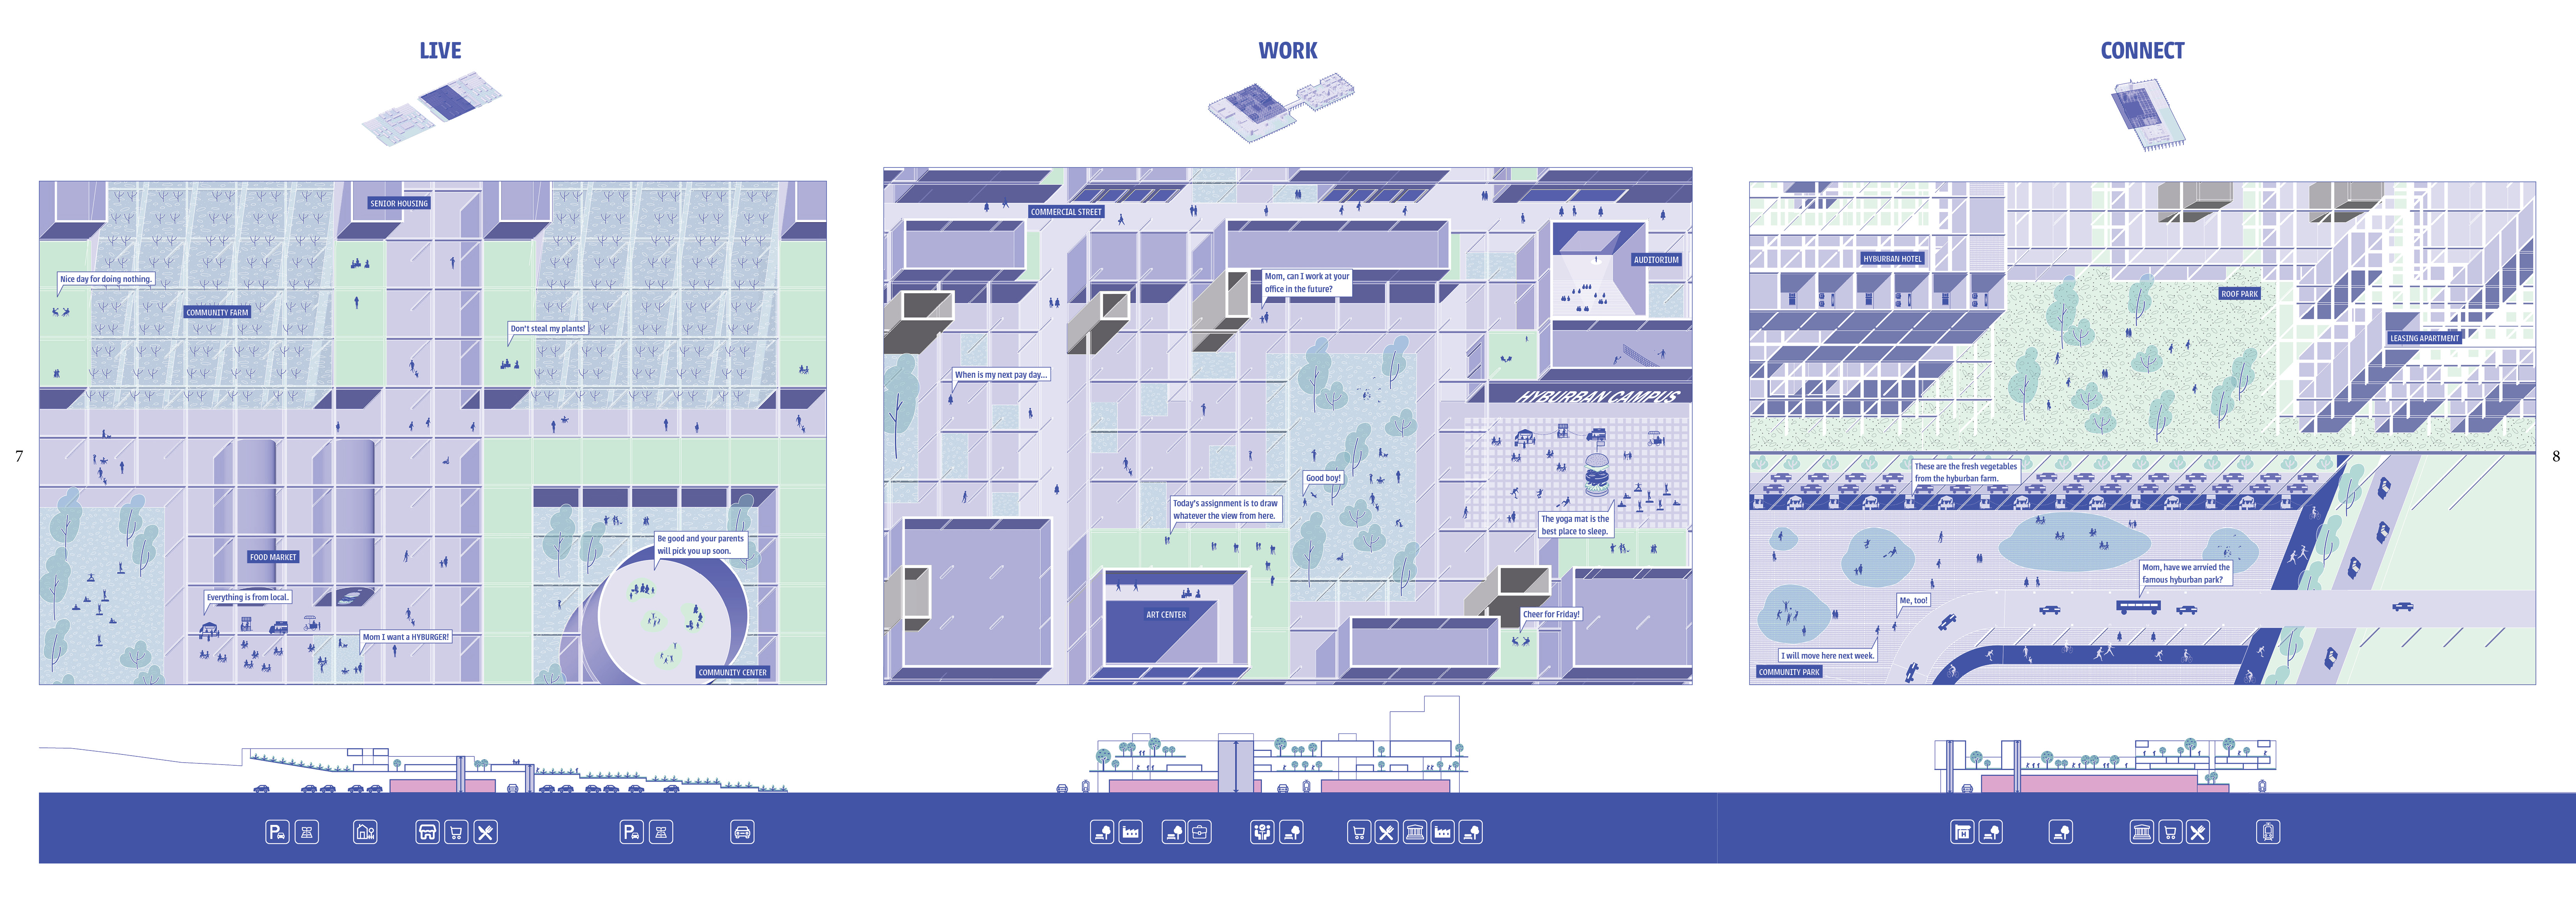 LIVE
WORK
CONNECT
7
SENIOR HOUSING
Nice day for doing nothing.
COMMUNITY FARM
Don't steal my plants!
FOOD MARKET
Everything is from local.
Mom I want a HYBURGER!
Be good and your parents
will pick you up soon.
COMMUNITY CENTER
COMMERCIAL STREET
AUDITORIUM
Mom, can I work at your
office in the future?
When is my next pay day...
HYBURBAN CAMPUS
Good boy!
Today's assignment is to draw
whatever the view from here.
The yoga mat is the
best place to sleep.
ART CENTER
Cheer for Friday!
HYBURBAN HOTEL
ROOF PARK
LEASING APARTMENT
These are the fresh vegetables
from the hyburban farm.
Mom, have we arrvied the
famous hyburban park?
Me, too!
I will move here next week.
COMMUNITY PARK
8
P
P
H